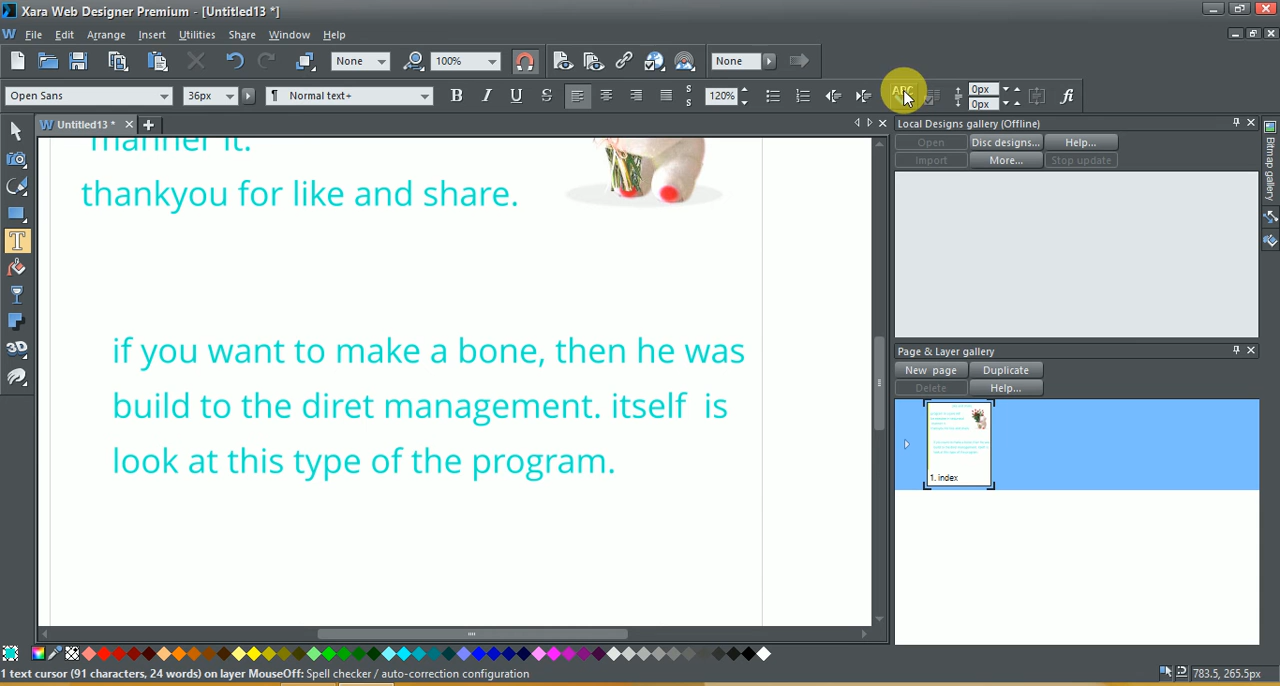 Xara Web Designer Premium - [Untitled13 *]
File Edit Arrange Insert Utilities Share Window Help
None 100% None
Open Sans 36px Normal text+ B I U S 120% ABC 0px 0px fi
W Untitled13 *
Local Designs gallery (Offline)
Open Disc designs... Help...
Import More... Stop update
Bitmap gallery
manner it.
thankyou for like and share.
if you want to make a bone, then he was
build to the diret management. itself is
look at this type of the program.
Page & Layer gallery
New page Duplicate
Delete Help...
1. index
T
3D
1 text cursor (91 characters, 24 words) on layer MouseOff: Spell checker / auto-correction configuration
783.5, 265.5px